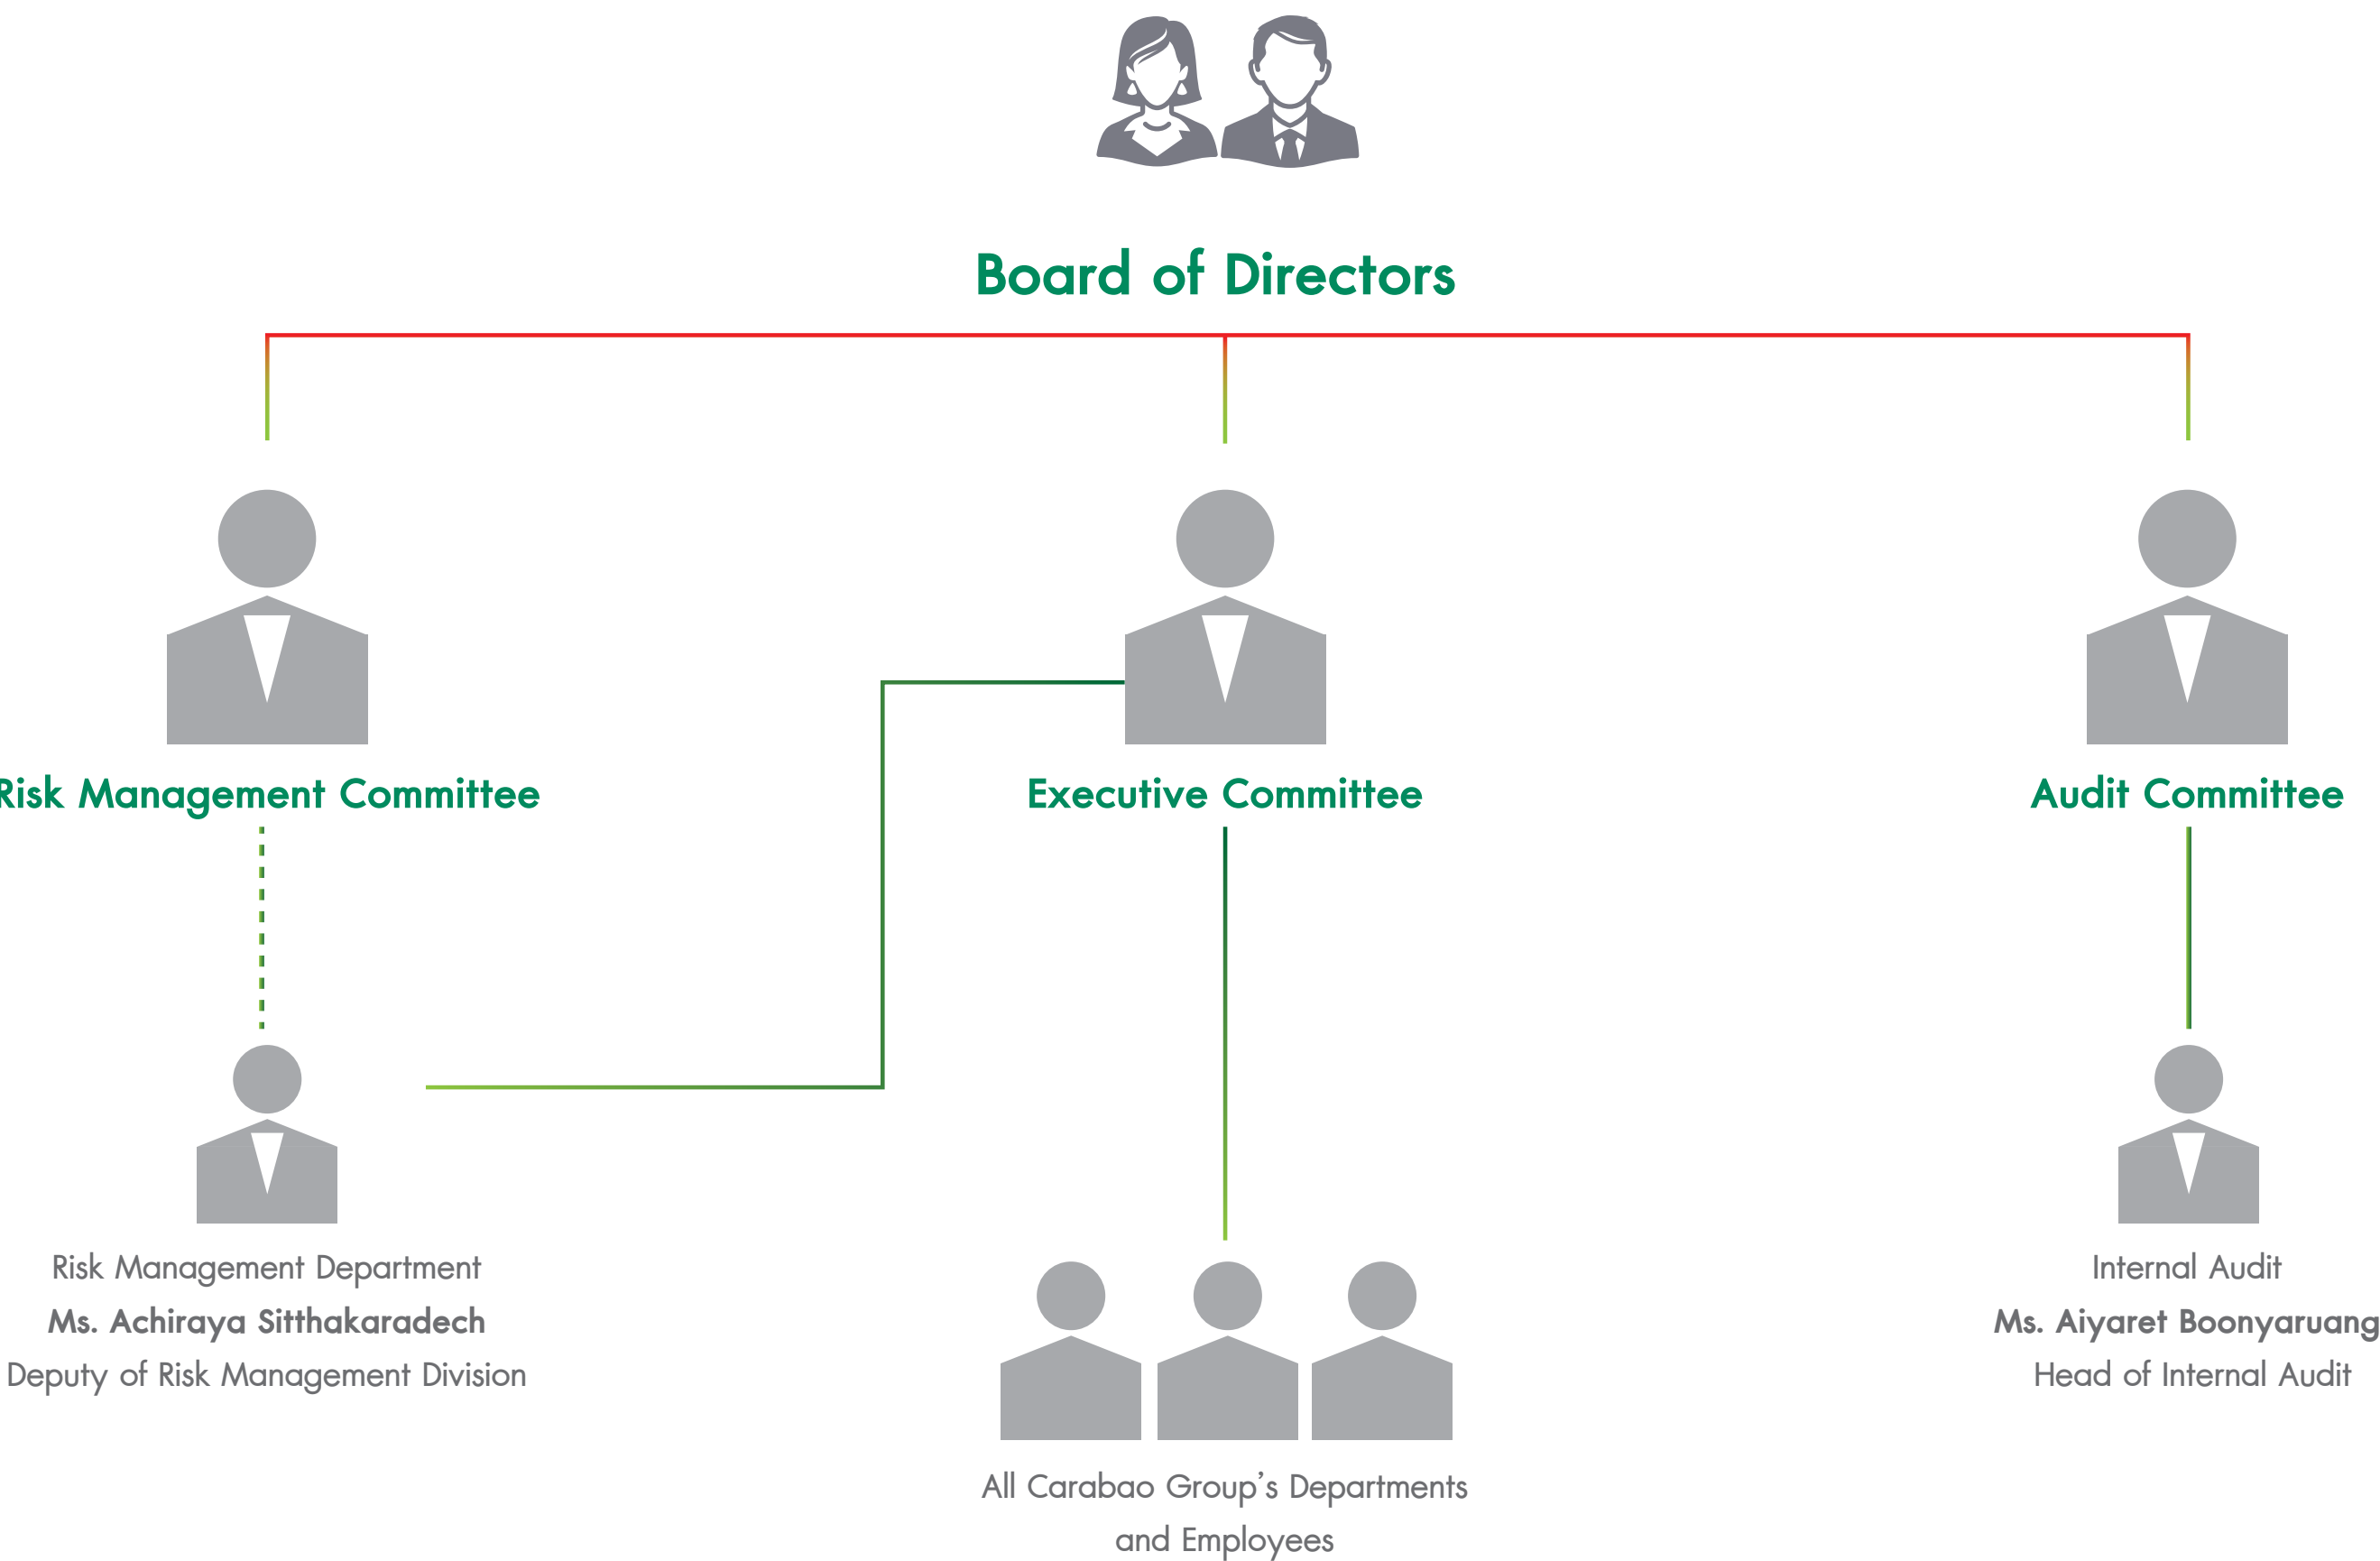 Board of Directors
Risk Management Committee
Executive Committee
Audit Committee
Risk Management Department
Ms. Achiraya Sitthakaradech
Deputy of Risk Management Division
Internal Audit
Ms. Aiyaret Boonyaruang
Head of Internal Audit
All Carabao Group’s Departments
and Employees